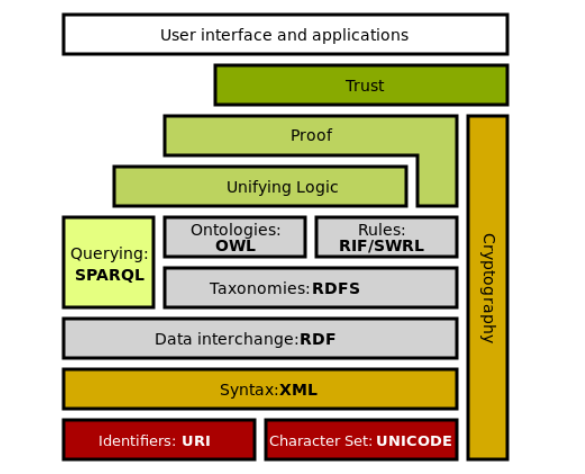 User interface and applications
Trust
Proof
Unifying Logic
Querying:
SPARQL
Ontologies:
OWL
Rules:
RIF/SWRL
Taxonomies:RDFS
Data interchange:RDF
Syntax:XML
Identifiers: URI
Character Set: UNICODE
Cryptography